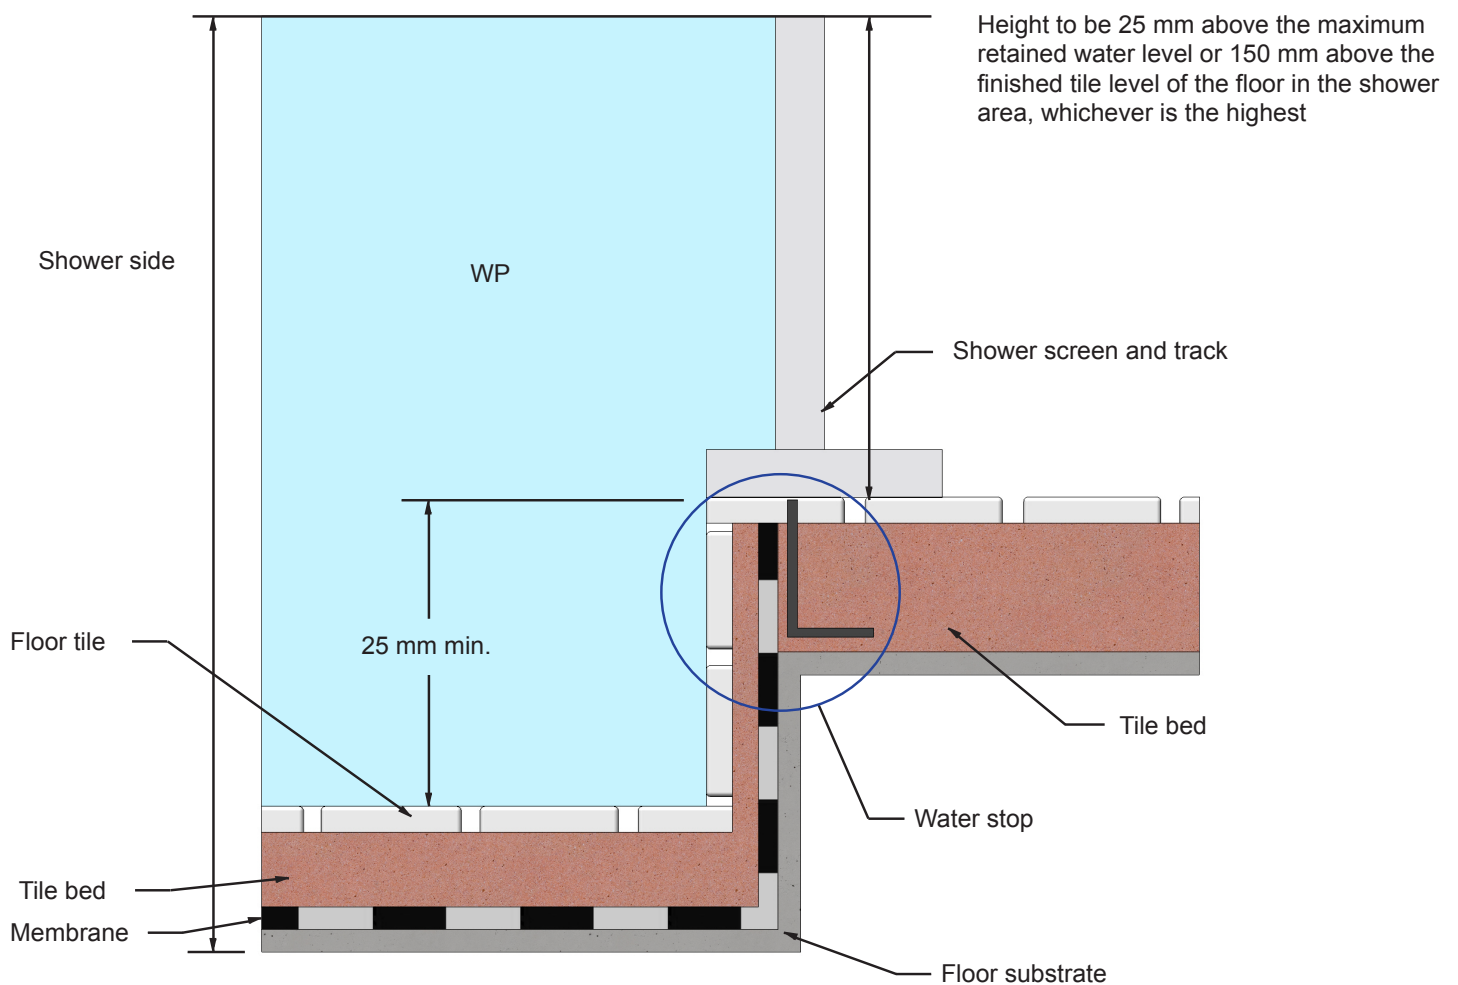 Height to be 25 mm above the maximum
retained water level or 150 mm above the
finished tile level of the floor in the shower
area, whichever is the highest
Shower side
WP
Shower screen and track
Floor tile
25 mm min.
Tile bed
Water stop
Tile bed
Membrane
Floor substrate